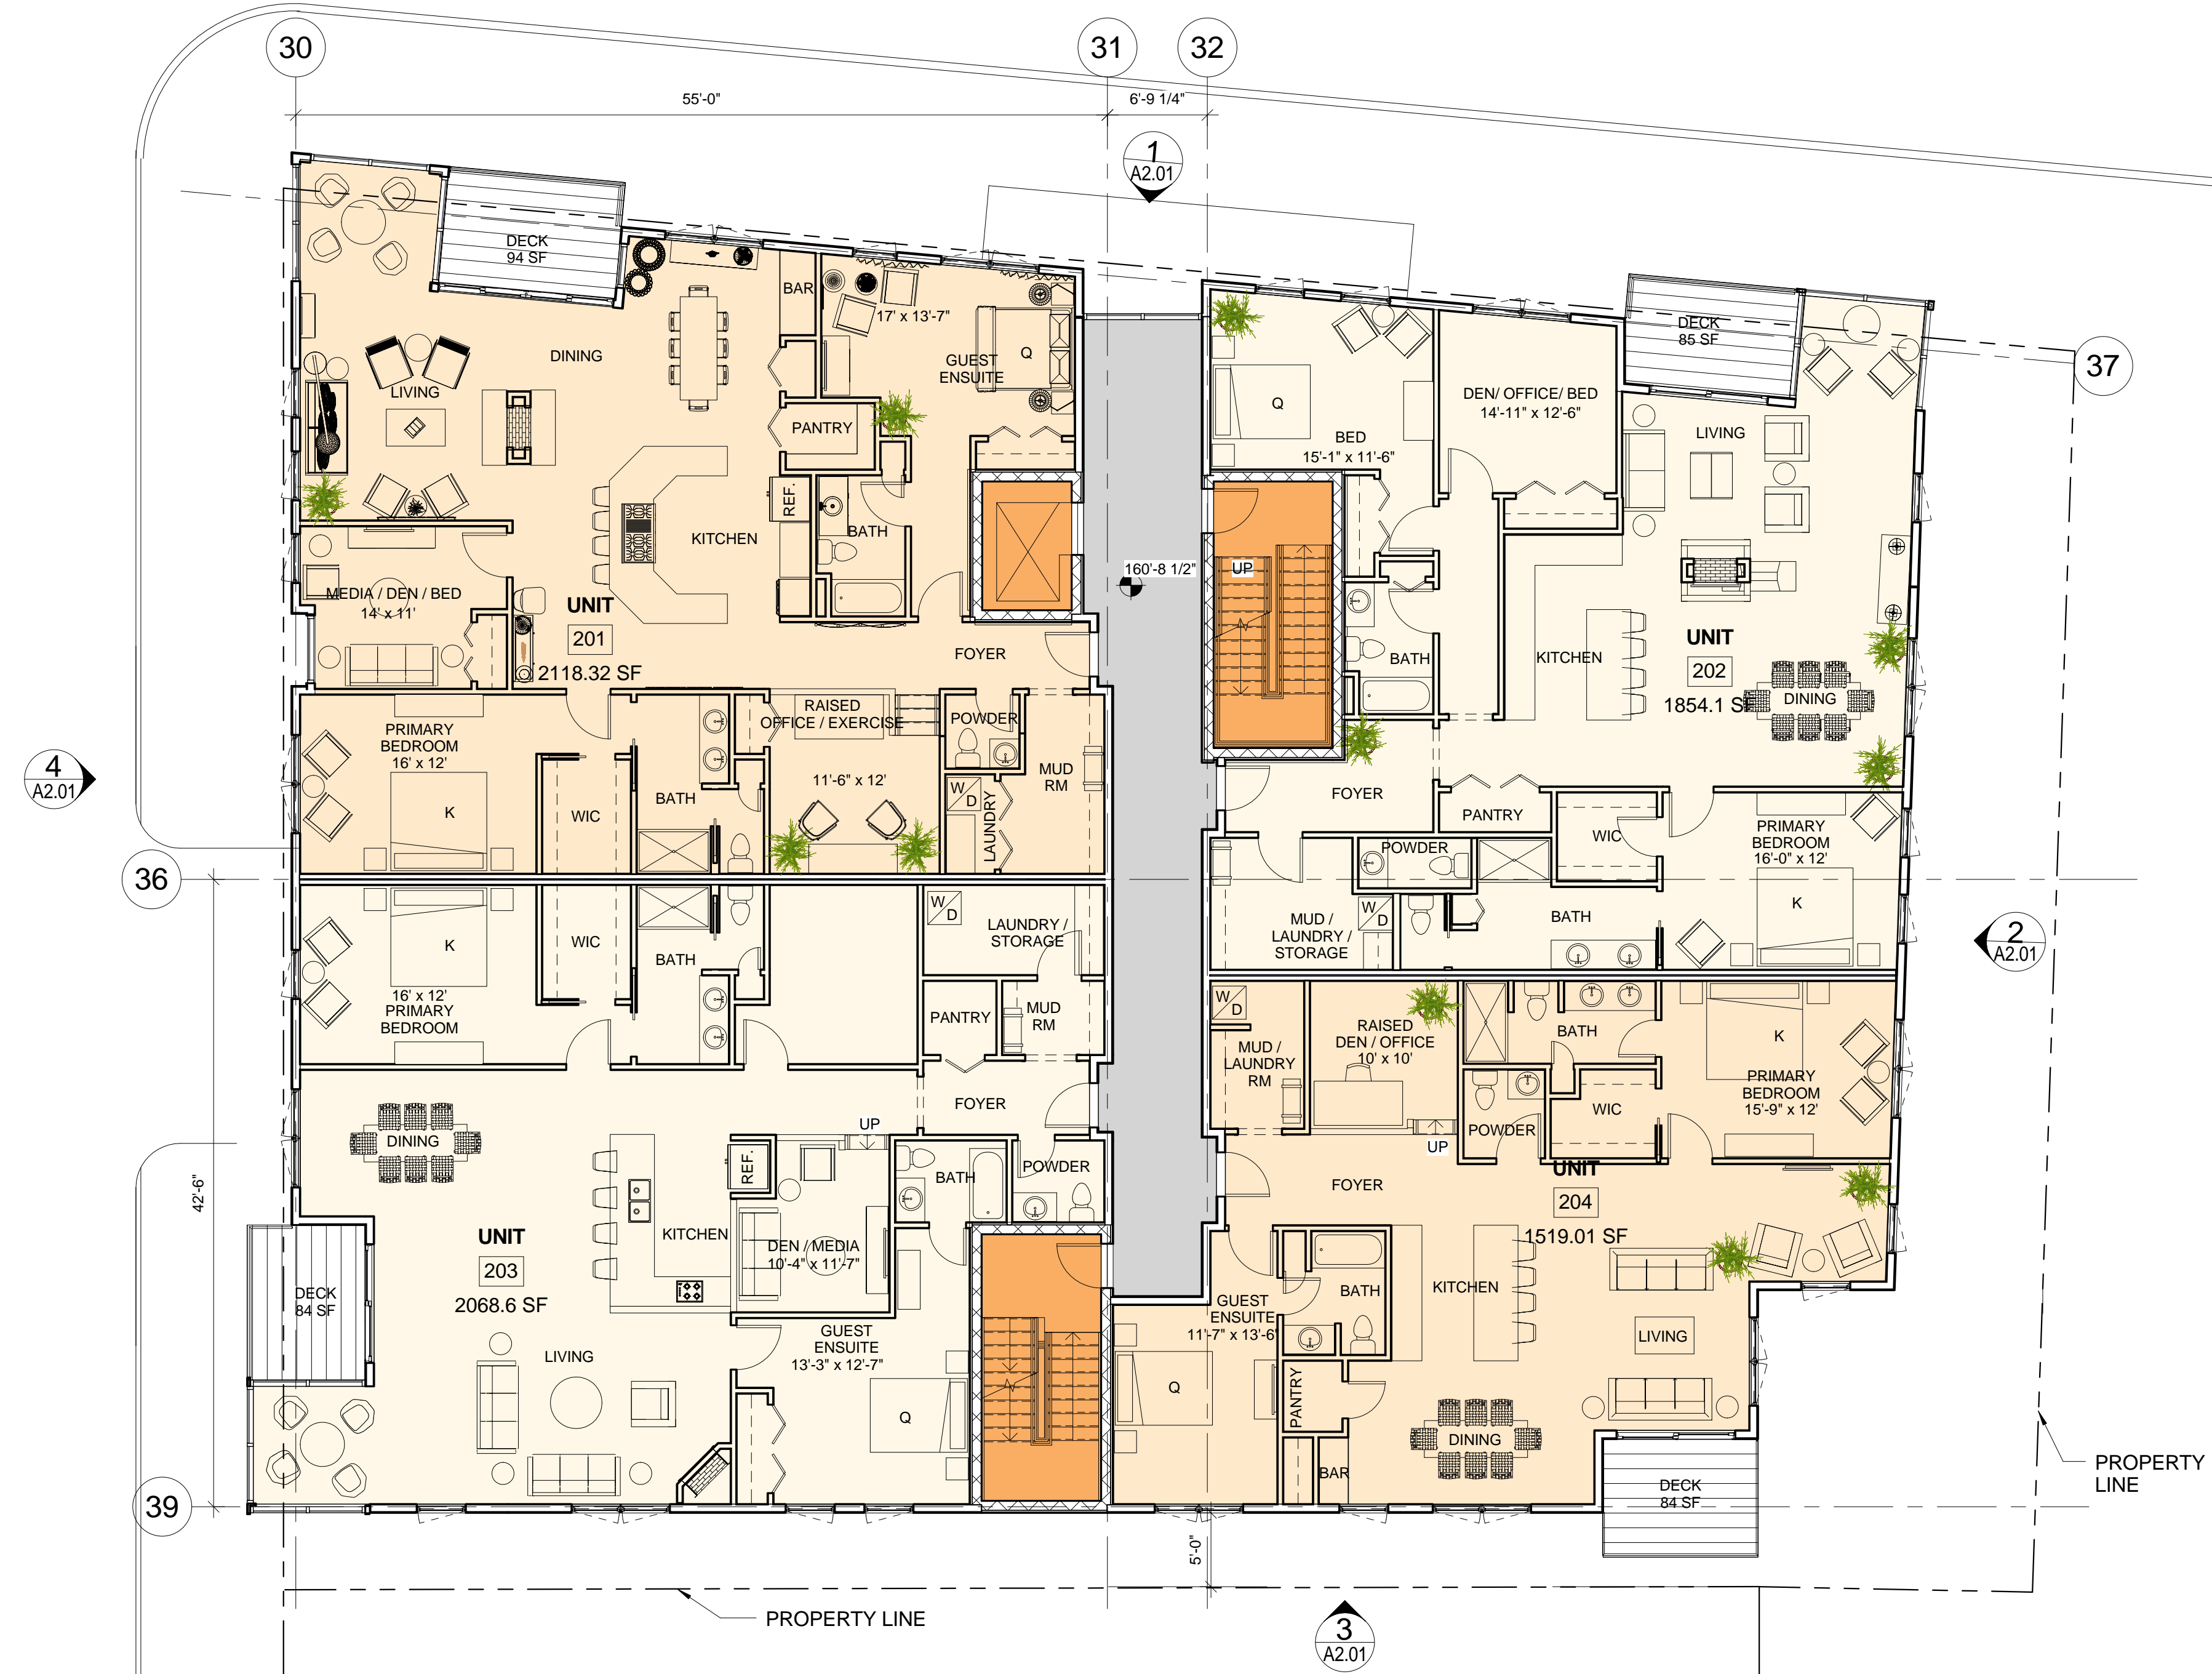 30
31
32
55'-0"
6'-9 1/4"
1
A2.01
DECK
94 SF
BAR
17' x 13'-7"
DINING
GUEST
ENSUITE
Q
LIVING
PANTRY
REF.
BATH
KITCHEN
MEDIA / DEN / BED
14' x 11'
UNIT
201
2118.32 SF
FOYER
160'-8 1/2"
UP
Q
BED
15'-1" x 11'-6"
DEN/ OFFICE/ BED
14'-11" x 12'-6"
DECK
85 SF
37
LIVING
BATH
KITCHEN
UNIT
202
1854.1 SF
DINING
PRIMARY
BEDROOM
16' x 12'
K
WIC
BATH
RAISED
OFFICE / EXERCISE
11'-6" x 12'
POWDER
MUD
RM
W
D
LAUNDRY
4
A2.01
FOYER
PANTRY
WIC
PRIMARY
BEDROOM
16'-0" x 12'
K
POWDER
MUD /
LAUNDRY /
STORAGE
W
D
BATH
2
A2.01
36
K
16' x 12'
PRIMARY
BEDROOM
WIC
BATH
W
D
LAUNDRY /
STORAGE
PANTRY
MUD
RM
FOYER
UP
DINING
REF.
BATH
POWDER
KITCHEN
DEN / MEDIA
10'-4" x 11'-7"
UNIT
203
2068.6 SF
DECK
84 SF
LIVING
GUEST
ENSUITE
13'-3" x 12'-7"
Q
42'-6"
39
W
D
MUD /
LAUNDRY
RM
RAISED
DEN / OFFICE
10' x 10'
UP
BATH
POWDER
WIC
K
PRIMARY
BEDROOM
15'-9" x 12'
UNIT
204
1519.01 SF
FOYER
GUEST
ENSUITE
11'-7" x 13'-6"
Q
BATH
KITCHEN
LIVING
PANTRY
BAR
DINING
DECK
84 SF
PROPERTY
LINE
5'-0"
PROPERTY LINE
3
A2.01